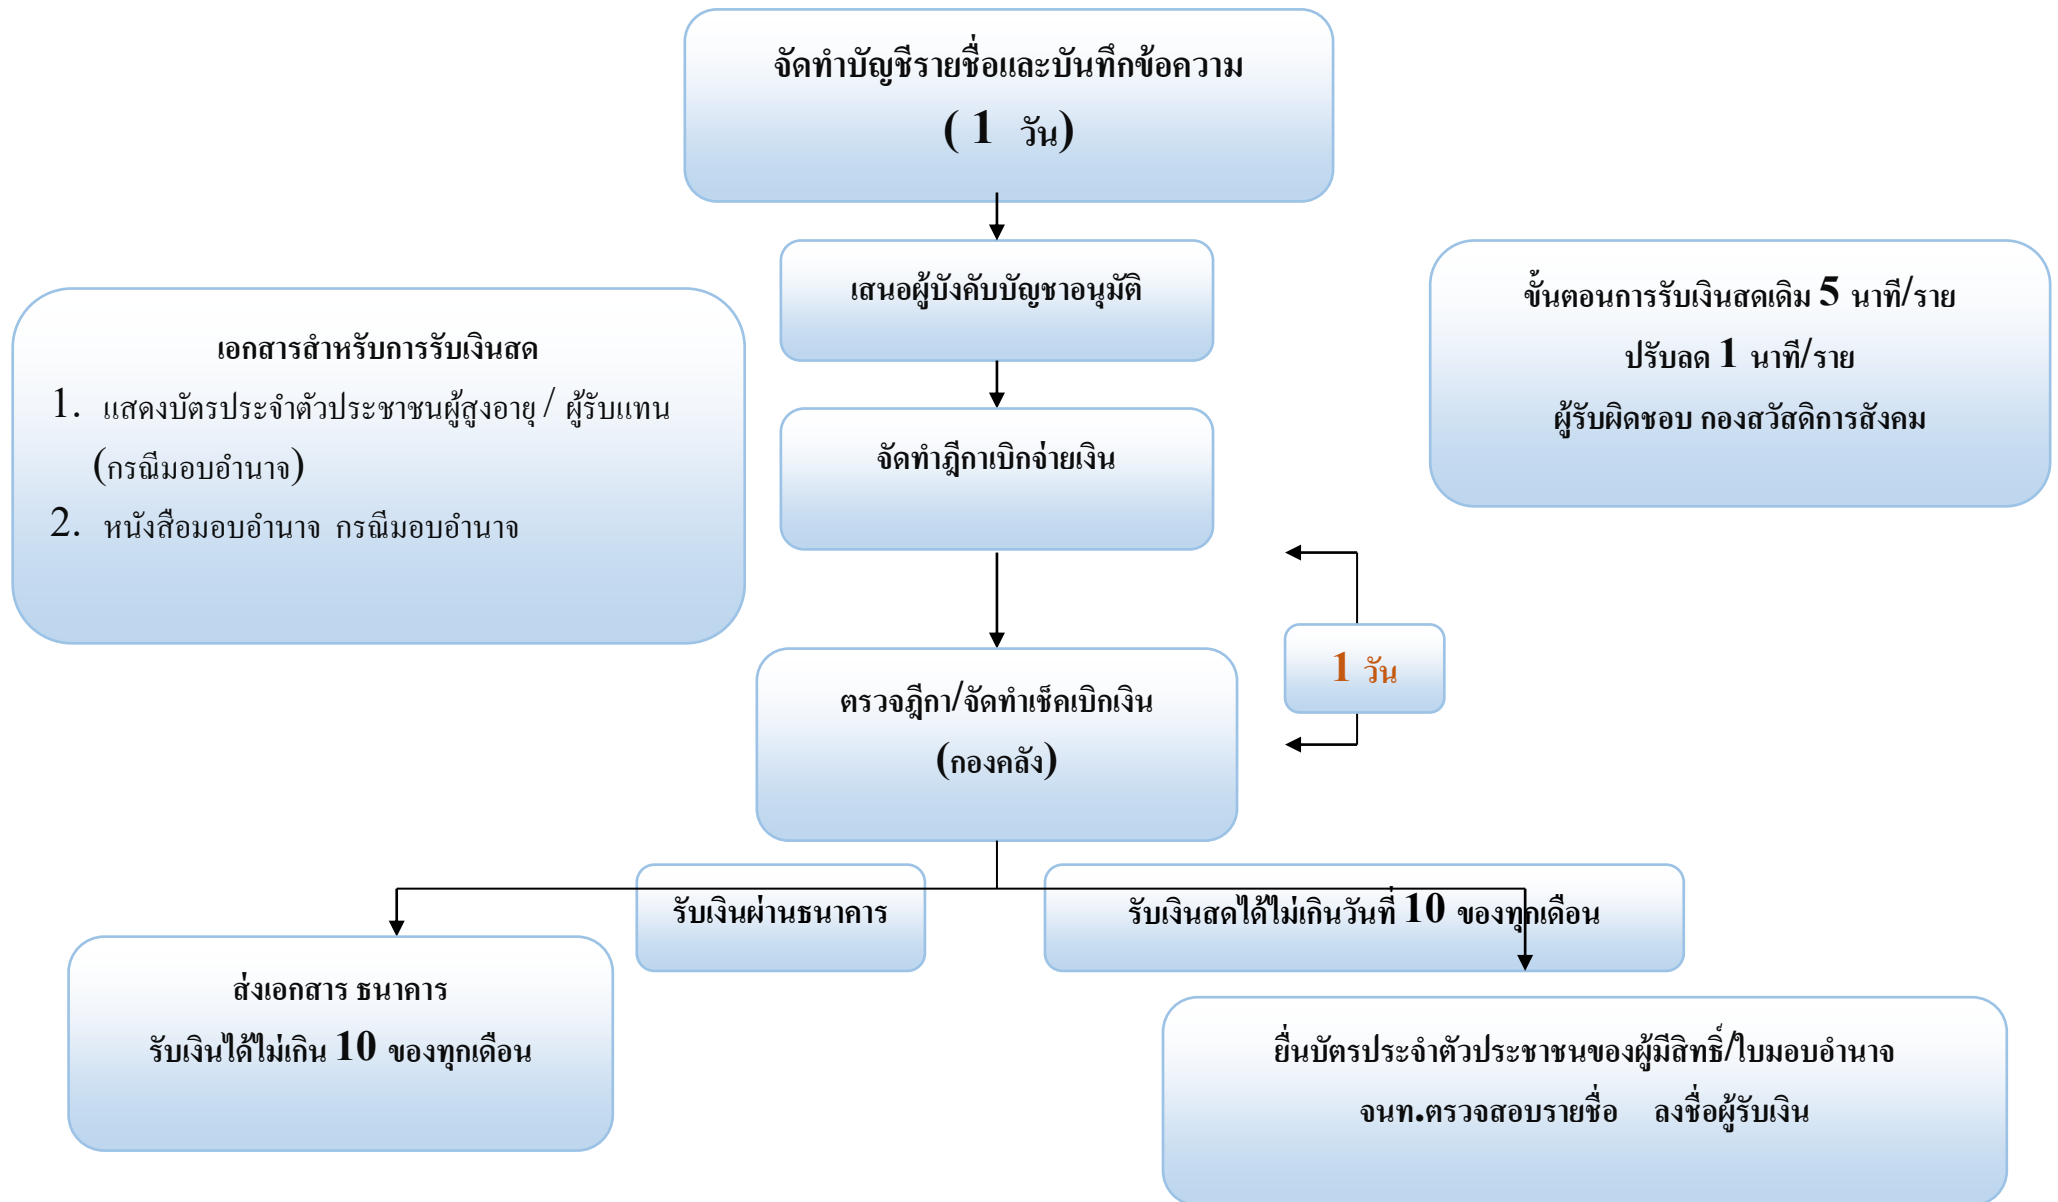 จัดทำบัญชีรายชื่อและบันทึกข้อความ
( 1 วัน)
เสนอผู้บังคับบัญชาอนุมัติ
ขั้นตอนการรับเงินสดเดิม 5 นาที/ราย
ปรับลด 1 นาที/ราย
ผู้รับผิดชอบ กองสวัสดิการสังคม
เอกสารสำหรับการรับเงินสด
1. แสดงบัตรประจำตัวประชาชนผู้สูงอายุ / ผู้รับแทน
(กรณีมอบอำนาจ)
2. หนังสือมอบอำนาจ กรณีมอบอำนาจ
จัดทำฎีกาเบิกจ่ายเงิน
1 วัน
ตรวจฎีกา/จัดทำเช็คเบิกเงิน
(กองคลัง)
รับเงินผ่านธนาคาร
รับเงินสดได้ไม่เกินวันที่ 10 ของทุกเดือน
ส่งเอกสาร ธนาคาร
รับเงินได้ไม่เกิน 10 ของทุกเดือน
ยื่นบัตรประจำตัวประชาชนของผู้มีสิทธิ์/ใบมอบอำนาจ
จนท.ตรวจสอบรายชื่อ ลงชื่อผู้รับเงิน